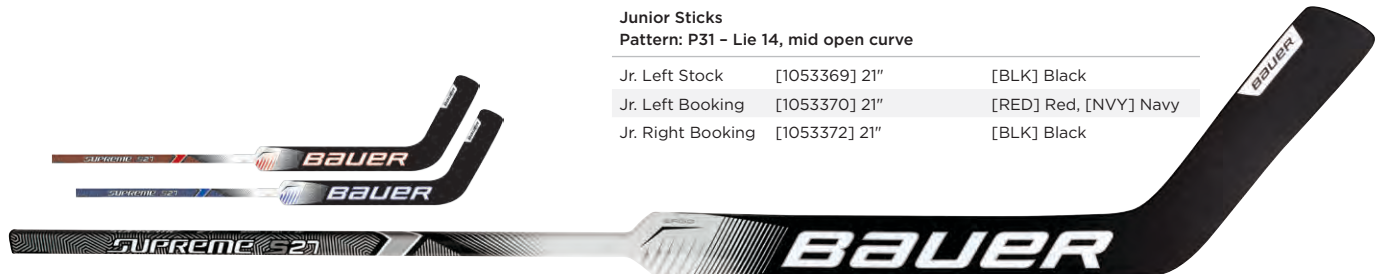 Junior Sticks
Pattern: P31 – Lie 14, mid open curve
Jr. Left Stock [1053369] 21" [BLK] Black
Jr. Left Booking [1053370] 21" [RED] Red, [NVY] Navy
Jr. Right Booking [1053372] 21" [BLK] Black
BAUER
SUPREME S27 BAUER
SUPREME S27 BAUER
SUPREME S27 BAUER